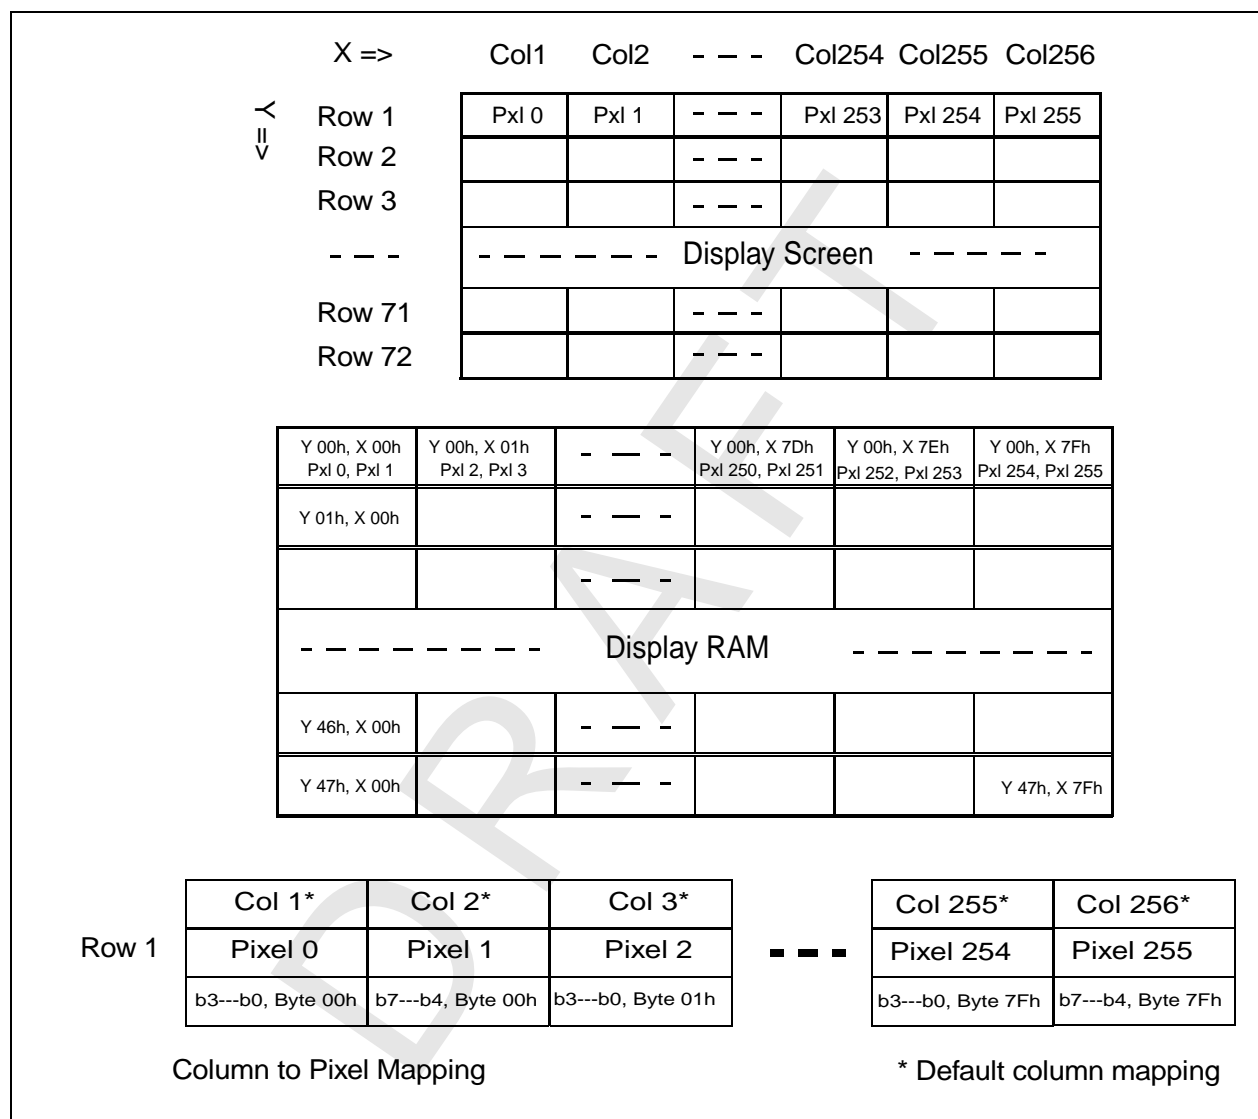 X => Col1 Col2 - — - Col254 Col255 Col256
Y =>
Row 1 Pxl 0 Pxl 1 - — - Pxl 253 Pxl 254 Pxl 255
Row 2 - — -
Row 3 - — -
- — - - — — — — - Display Screen - — — — -
Row 71 - — -
Row 72 - — -
Y 00h, X 00h Y 00h, X 01h - — - Y 00h, X 7Dh Y 00h, X 7Eh Y 00h, X 7Fh
Pxl 0, Pxl 1 Pxl 2, Pxl 3 Pxl 250, Pxl 251 Pxl 252, Pxl 253 Pxl 254, Pxl 255
Y 01h, X 00h - — -
- — -
- — — — — — — - Display RAM - — — — — — — -
Y 46h, X 00h - — -
Y 47h, X 00h - — - Y 47h, X 7Fh
Col 1* Col 2* Col 3* Col 255* Col 256*
Row 1 Pixel 0 Pixel 1 Pixel 2 - — - Pixel 254 Pixel 255
b3---b0, Byte 00h b7---b4, Byte 00h b3---b0, Byte 01h b3---b0, Byte 7Fh b7---b4, Byte 7Fh
Column to Pixel Mapping * Default column mapping
DRAFT